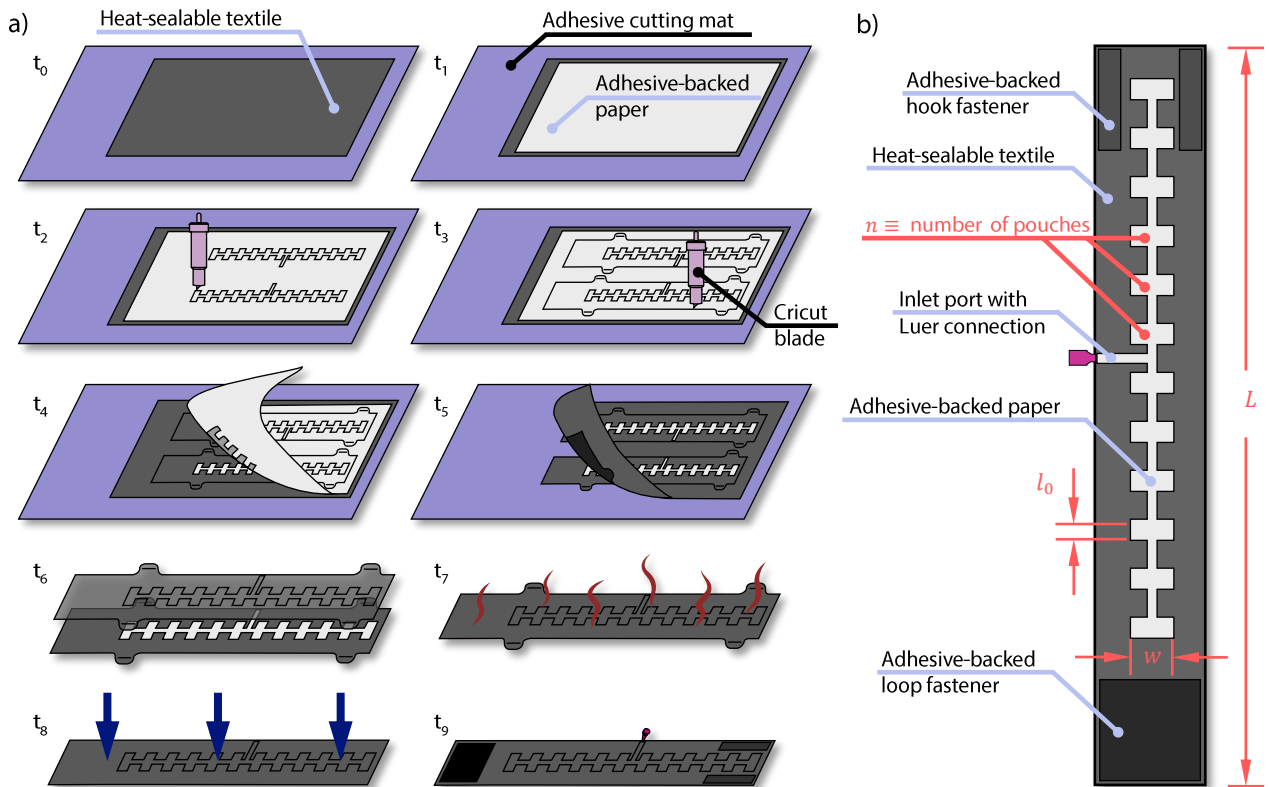 a)
Heat-sealable textile
Adhesive cutting mat
t0
t1
Adhesive-backed
paper
t2
t3
Cricut
blade
t4
t5
t6
t7
t8
t9
b)
Adhesive-backed
hook fastener
Heat-sealable textile
n ≡ number of pouches
Inlet port with
Luer connection
L
Adhesive-backed paper
l0
w
Adhesive-backed
loop fastener